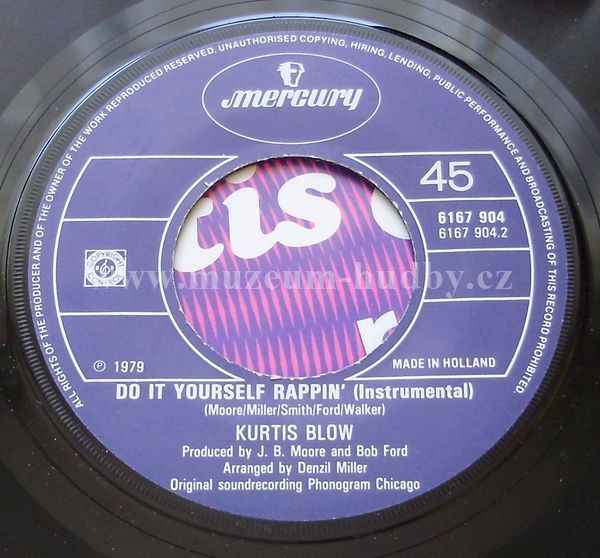 ALL RIGHTS OF THE PRODUCER AND OF THE OWNER OF THE WORK REPRODUCED RESERVED. UNAUTHORISED COPYING, HIRING, LENDING, PUBLIC PERFORMANCE AND BROADCASTING OF THIS RECORD PROHIBITED.
mercury
45
tis
6167 904
6167 904.2
www.muzeum-hudby.cz
COPYRIGHT CONTROL
℗ 1979
MADE IN HOLLAND
DO IT YOURSELF RAPPIN' (Instrumental)
(Moore/Miller/Smith/Ford/Walker)
KURTIS BLOW
Produced by J. B. Moore and Bob Ford
Arranged by Denzil Miller
Original soundrecording Phonogram Chicago